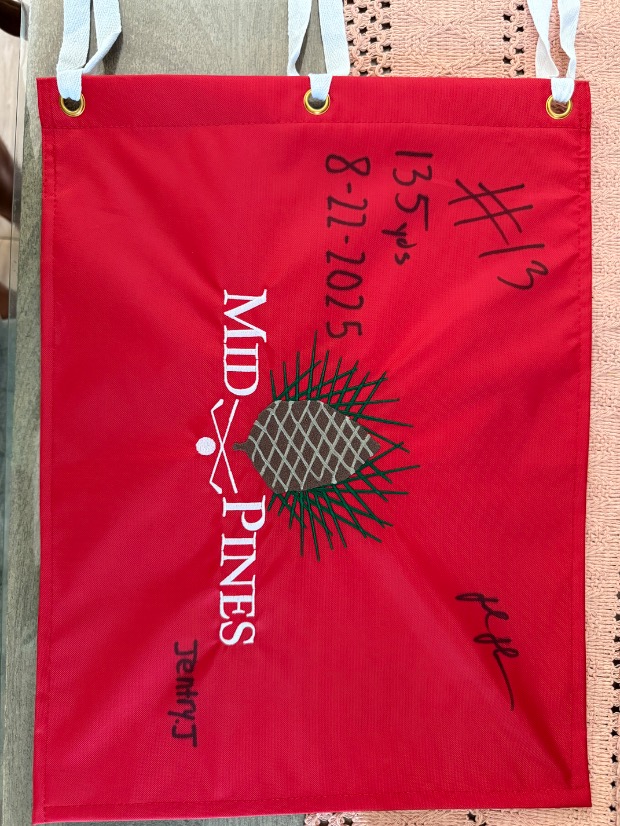 #13
135 yds
8-22-2025
MID PINES
Jentry.J